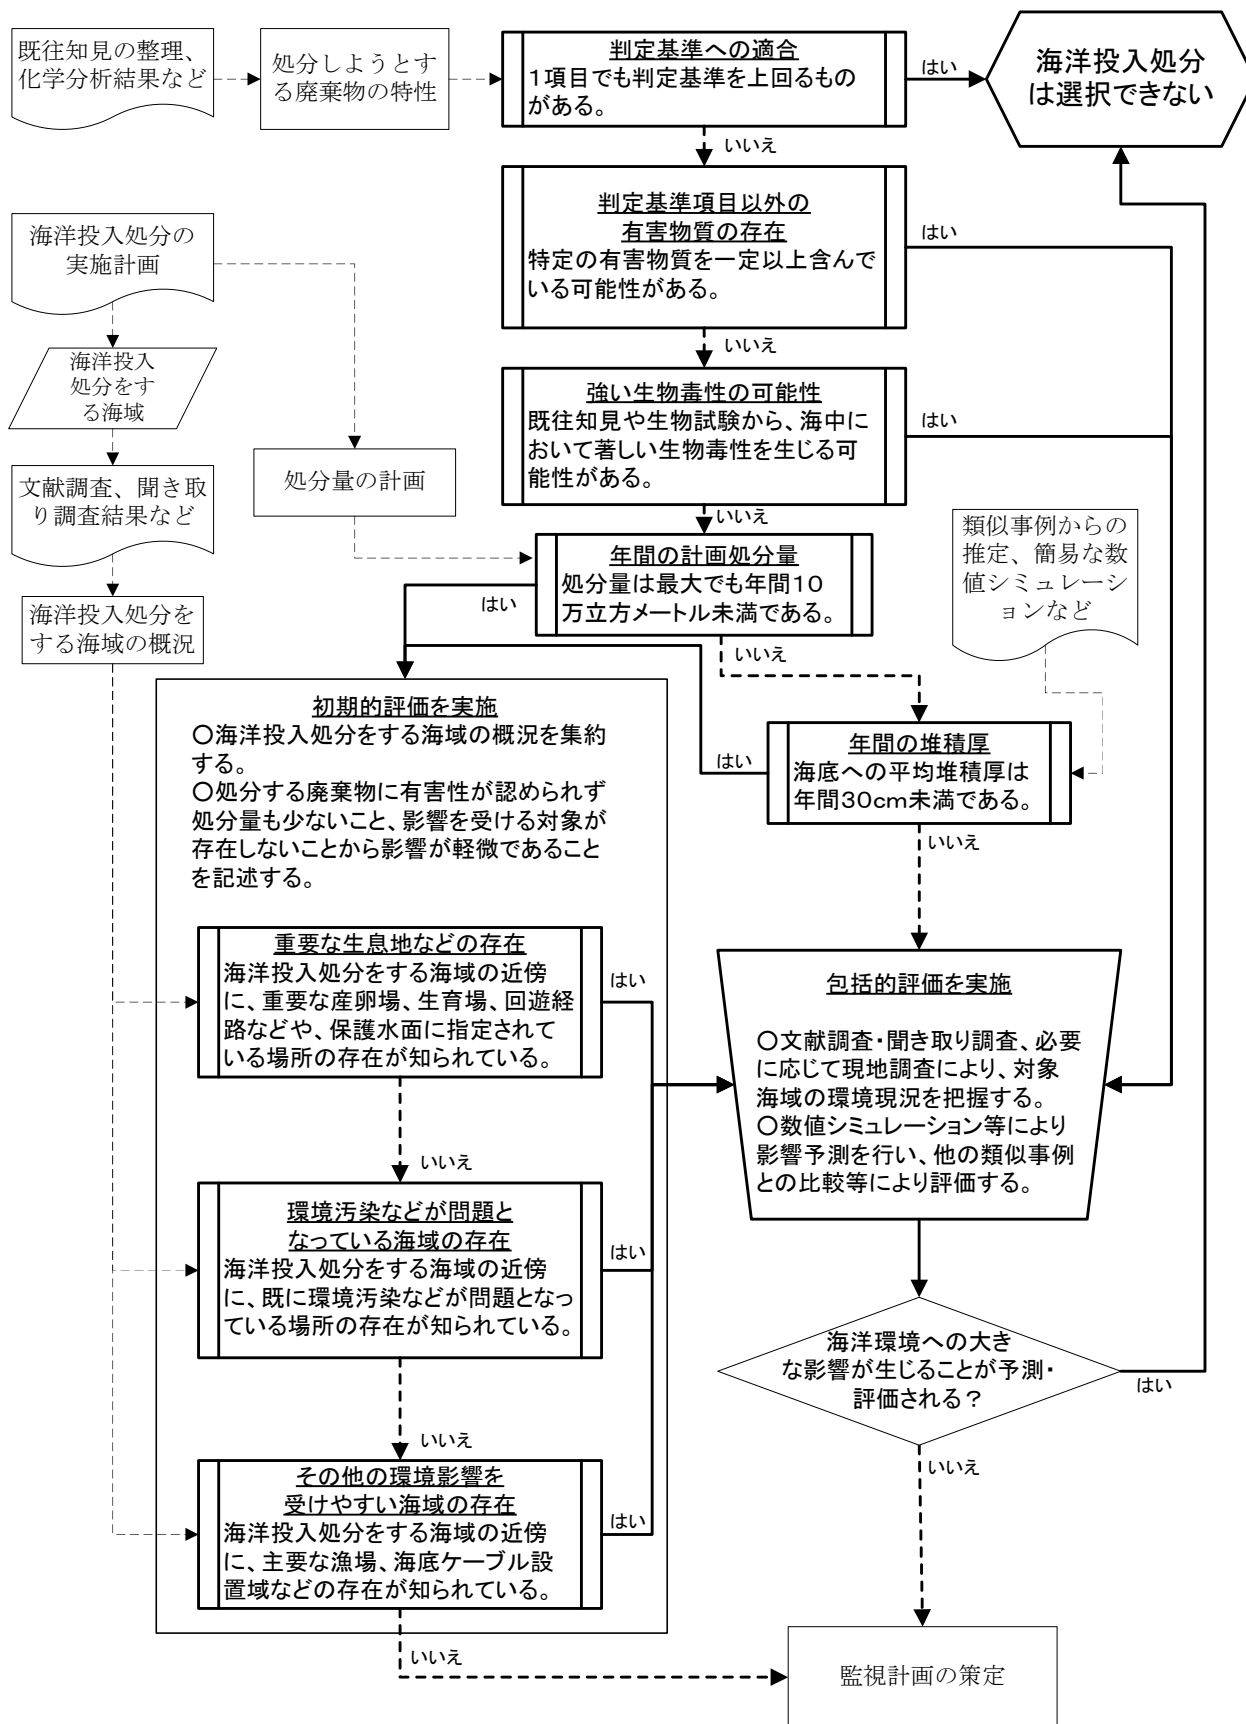 既往知見の整理、
化学分析結果など
処分しようとす
る廃棄物の特性
判定基準への適合
1項目でも判定基準を上回るもの
がある。
はい
海洋投入処分
は選択できない
いいえ
判定基準項目以外の
有害物質の存在
特定の有害物質を一定以上含んで
いる可能性がある。
はい
海洋投入処分の
実施計画
いいえ
海洋投入
処分をす
る海域
強い生物毒性の可能性
既往知見や生物試験から、海中に
おいて著しい生物毒性を生じる可
能性がある。
はい
文献調査、聞き取
り調査結果など
処分量の計画
いいえ
年間の計画処分量
処分量は最大でも年間10
万立方メートル未満である。
はい
類似事例からの
推定、簡易な数
値シミュレーシ
ョンなど
海洋投入処分を
する海域の概況
いいえ
初期的評価を実施
○海洋投入処分をする海域の概況を集約
する。
○処分する廃棄物に有害性が認められず
処分量も少ないこと、影響を受ける対象が
存在しないことから影響が軽微であること
を記述する。
はい
年間の堆積厚
海底への平均堆積厚は
年間30cm未満である。
いいえ
重要な生息地などの存在
海洋投入処分をする海域の近傍
に、重要な産卵場、生育場、回遊経
路などや、保護水面に指定されて
いる場所の存在が知られている。
はい
包括的評価を実施
○文献調査・聞き取り調査、必要
に応じて現地調査により、対象
海域の環境現況を把握する。
○数値シミュレーション等により
影響予測を行い、他の類似事例
との比較等により評価する。
いいえ
環境汚染などが問題と
なっている海域の存在
海洋投入処分をする海域の近傍
に、既に環境汚染などが問題となっ
ている場所の存在が知られている。
はい
海洋環境への大き
な影響が生じることが予測・
評価される?
はい
いいえ
その他の環境影響を
受けやすい海域の存在
海洋投入処分をする海域の近傍
に、主要な漁場、海底ケーブル設
置域などの存在が知られている。
はい
いいえ
いいえ
監視計画の策定